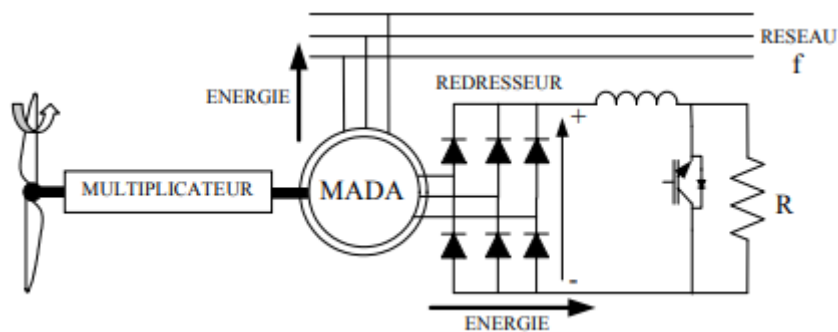 RESEAU
f
REDRESSEUR
ENERGIE
+
MULTIPLICATEUR
MADA
R
-
ENERGIE